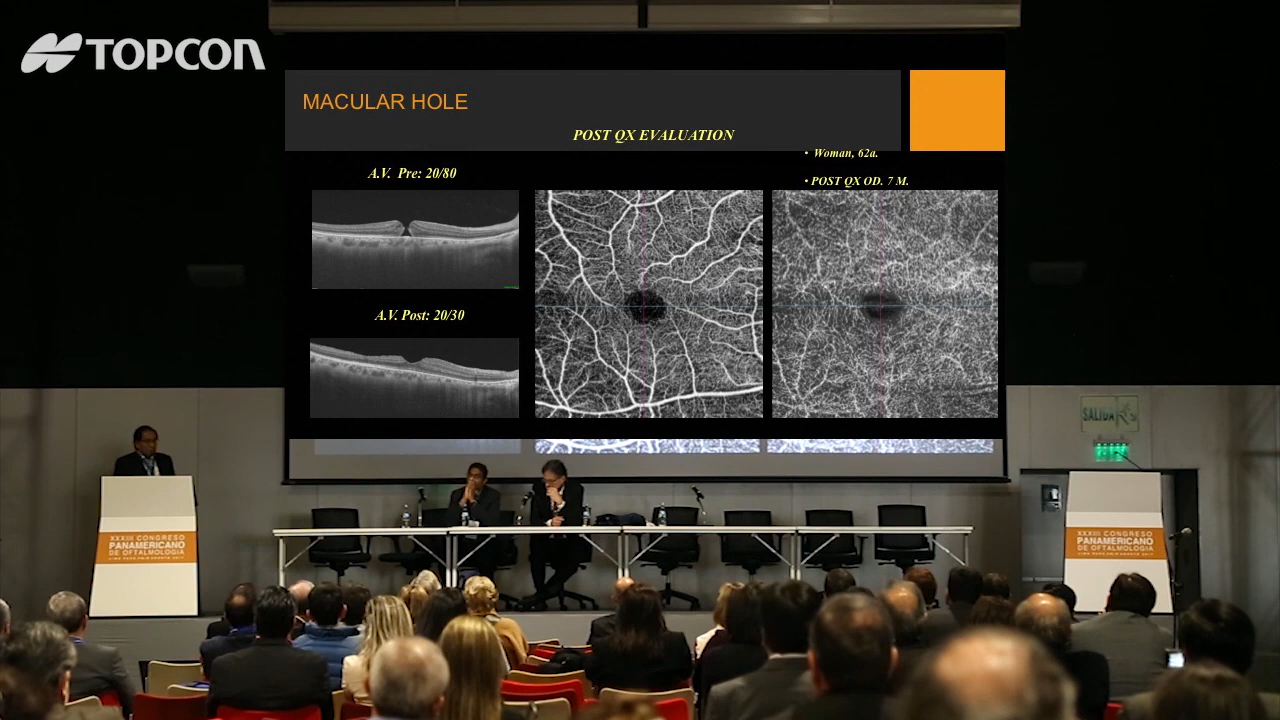 TOPCON
MACULAR HOLE
POST QX EVALUATION
• Woman, 62a.
A.V. Pre: 20/80
• POST QX OD. 7 M.
A.V. Post: 20/30
SALIDA
XXXIII CONGRESO
PANAMERICANO
DE OFTALMOLOGIA
XXXIII CONGRESO
PANAMERICANO
DE OFTALMOLOGIA